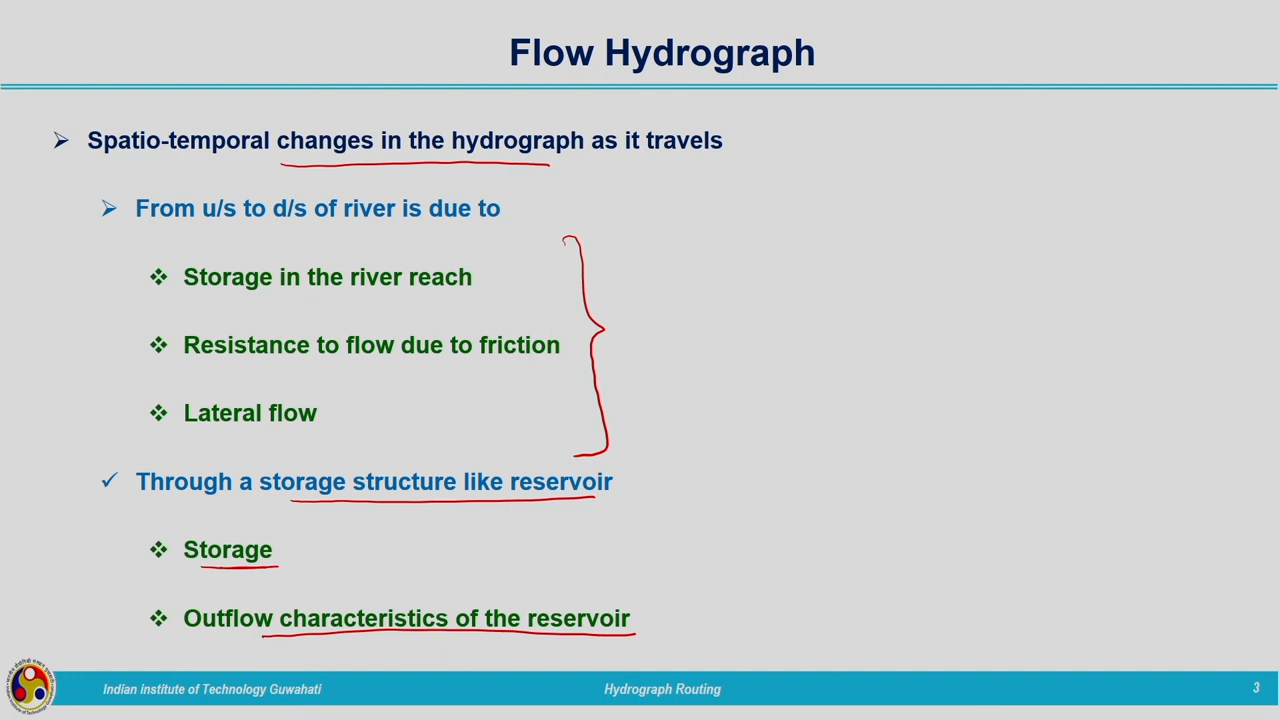 Flow Hydrograph
Spatio-temporal changes in the hydrograph as it travels
From u/s to d/s of river is due to
Storage in the river reach
Resistance to flow due to friction
Lateral flow
Through a storage structure like reservoir
Storage
Outflow characteristics of the reservoir
Indian institute of Technology Guwahati
Hydrograph Routing
3